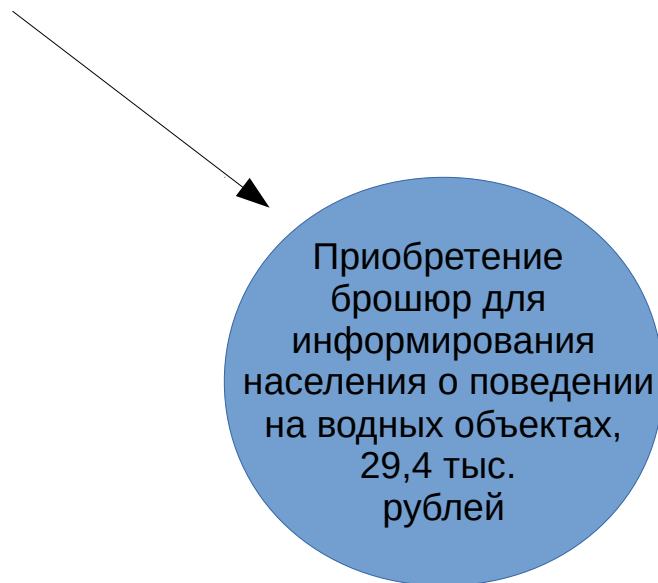 Приобретение
брошюр для
информирования
населения о поведении
на водных объектах,
29,4 тыс.
рублей